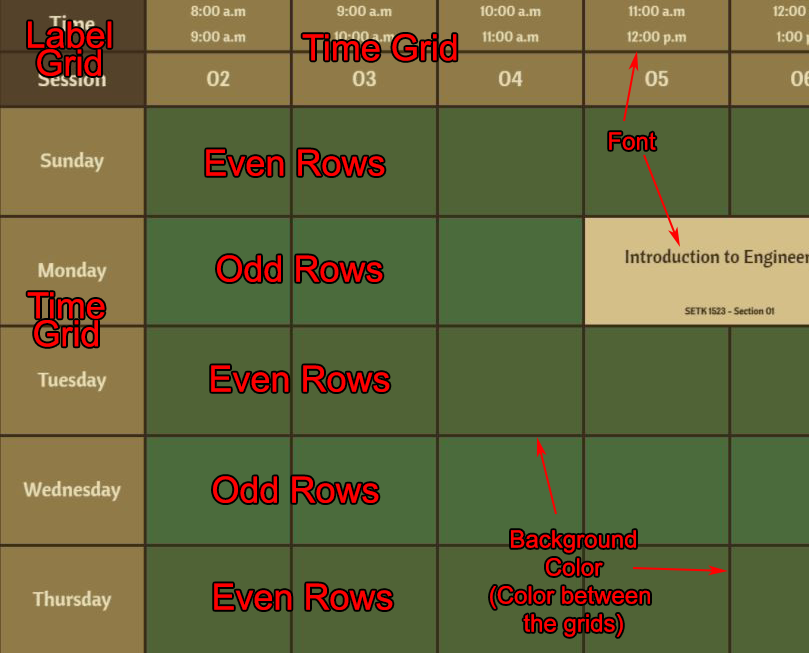 Time
8:00 a.m
9:00 a.m
10:00 a.m
11:00 a.m
12:00
9:00 a.m
10:00 a.m
11:00 a.m
12:00 p.m
1:00
Label
Grid
Time Grid
Session
02
03
04
05
06
Font
Sunday
Even Rows
Monday
Odd Rows
Introduction to Engineer
SETK 1523 - Section 01
Time
Grid
Tuesday
Even Rows
Wednesday
Odd Rows
Background
Color
(Color between
the grids)
Thursday
Even Rows